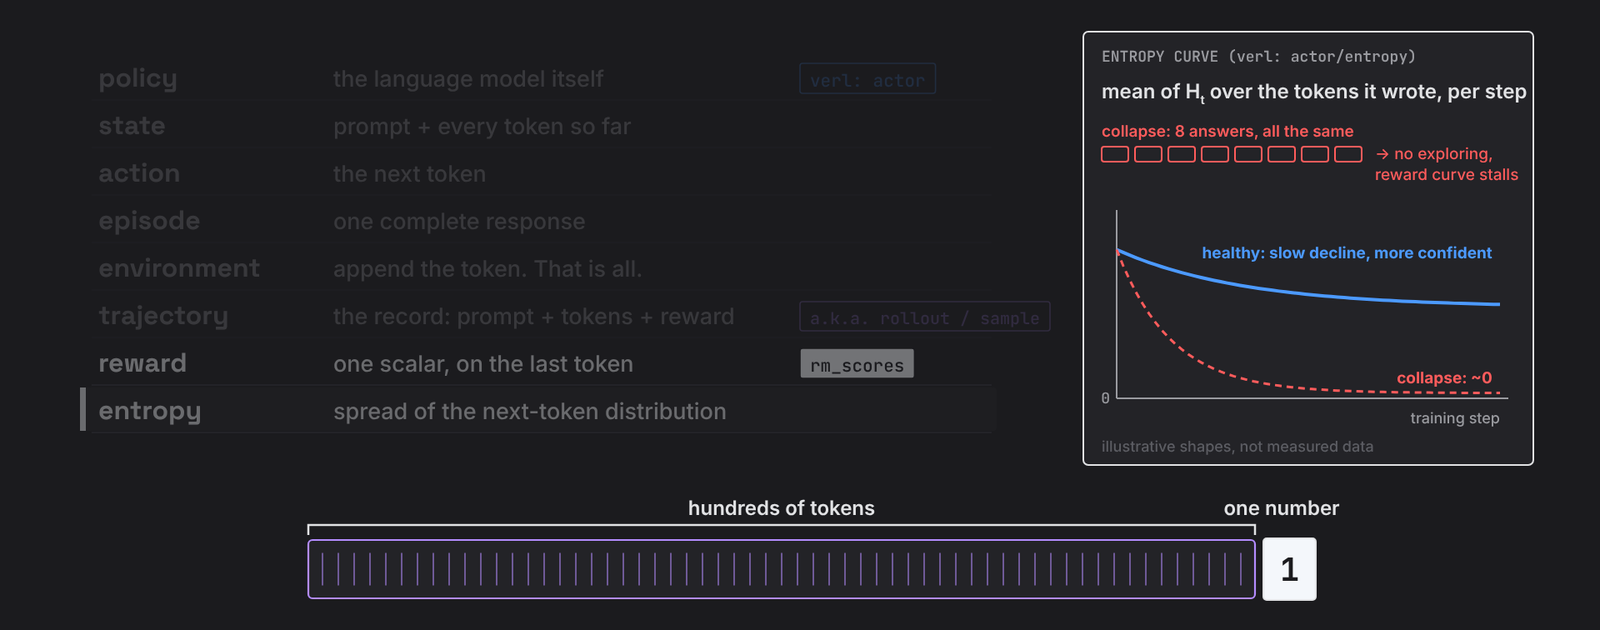 policy the language model itself verl: actor
state prompt + every token so far
action the next token
episode one complete response
environment append the token. That is all.
trajectory the record: prompt + tokens + reward a.k.a. rollout / sample
reward one scalar, on the last token rm_scores
entropy spread of the next-token distribution
ENTROPY CURVE (verl: actor/entropy)
mean of Ht over the tokens it wrote, per step
collapse: 8 answers, all the same
→ no exploring,
reward curve stalls
healthy: slow decline, more confident
collapse: ~0
0
training step
illustrative shapes, not measured data
hundreds of tokens
one number
1